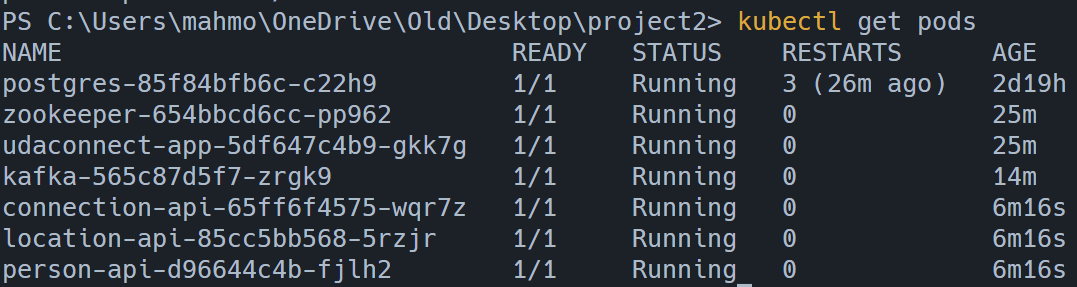 PS C:\Users\mahmo\OneDrive\Old\Desktop\project2> kubectl get pods
NAME READY STATUS RESTARTS AGE
postgres-85f84bfb6c-c22h9 1/1 Running 3 (26m ago) 2d19h
zookeeper-654bbcd6cc-pp962 1/1 Running 0 25m
udaconnect-app-5df647c4b9-gkk7g 1/1 Running 0 25m
kafka-565c87d5f7-zrgk9 1/1 Running 0 14m
connection-api-65ff6f4575-wqr7z 1/1 Running 0 6m16s
location-api-85cc5bb568-5rzjr 1/1 Running 0 6m16s
person-api-d96644c4b-fjlh2 1/1 Running 0 6m16s